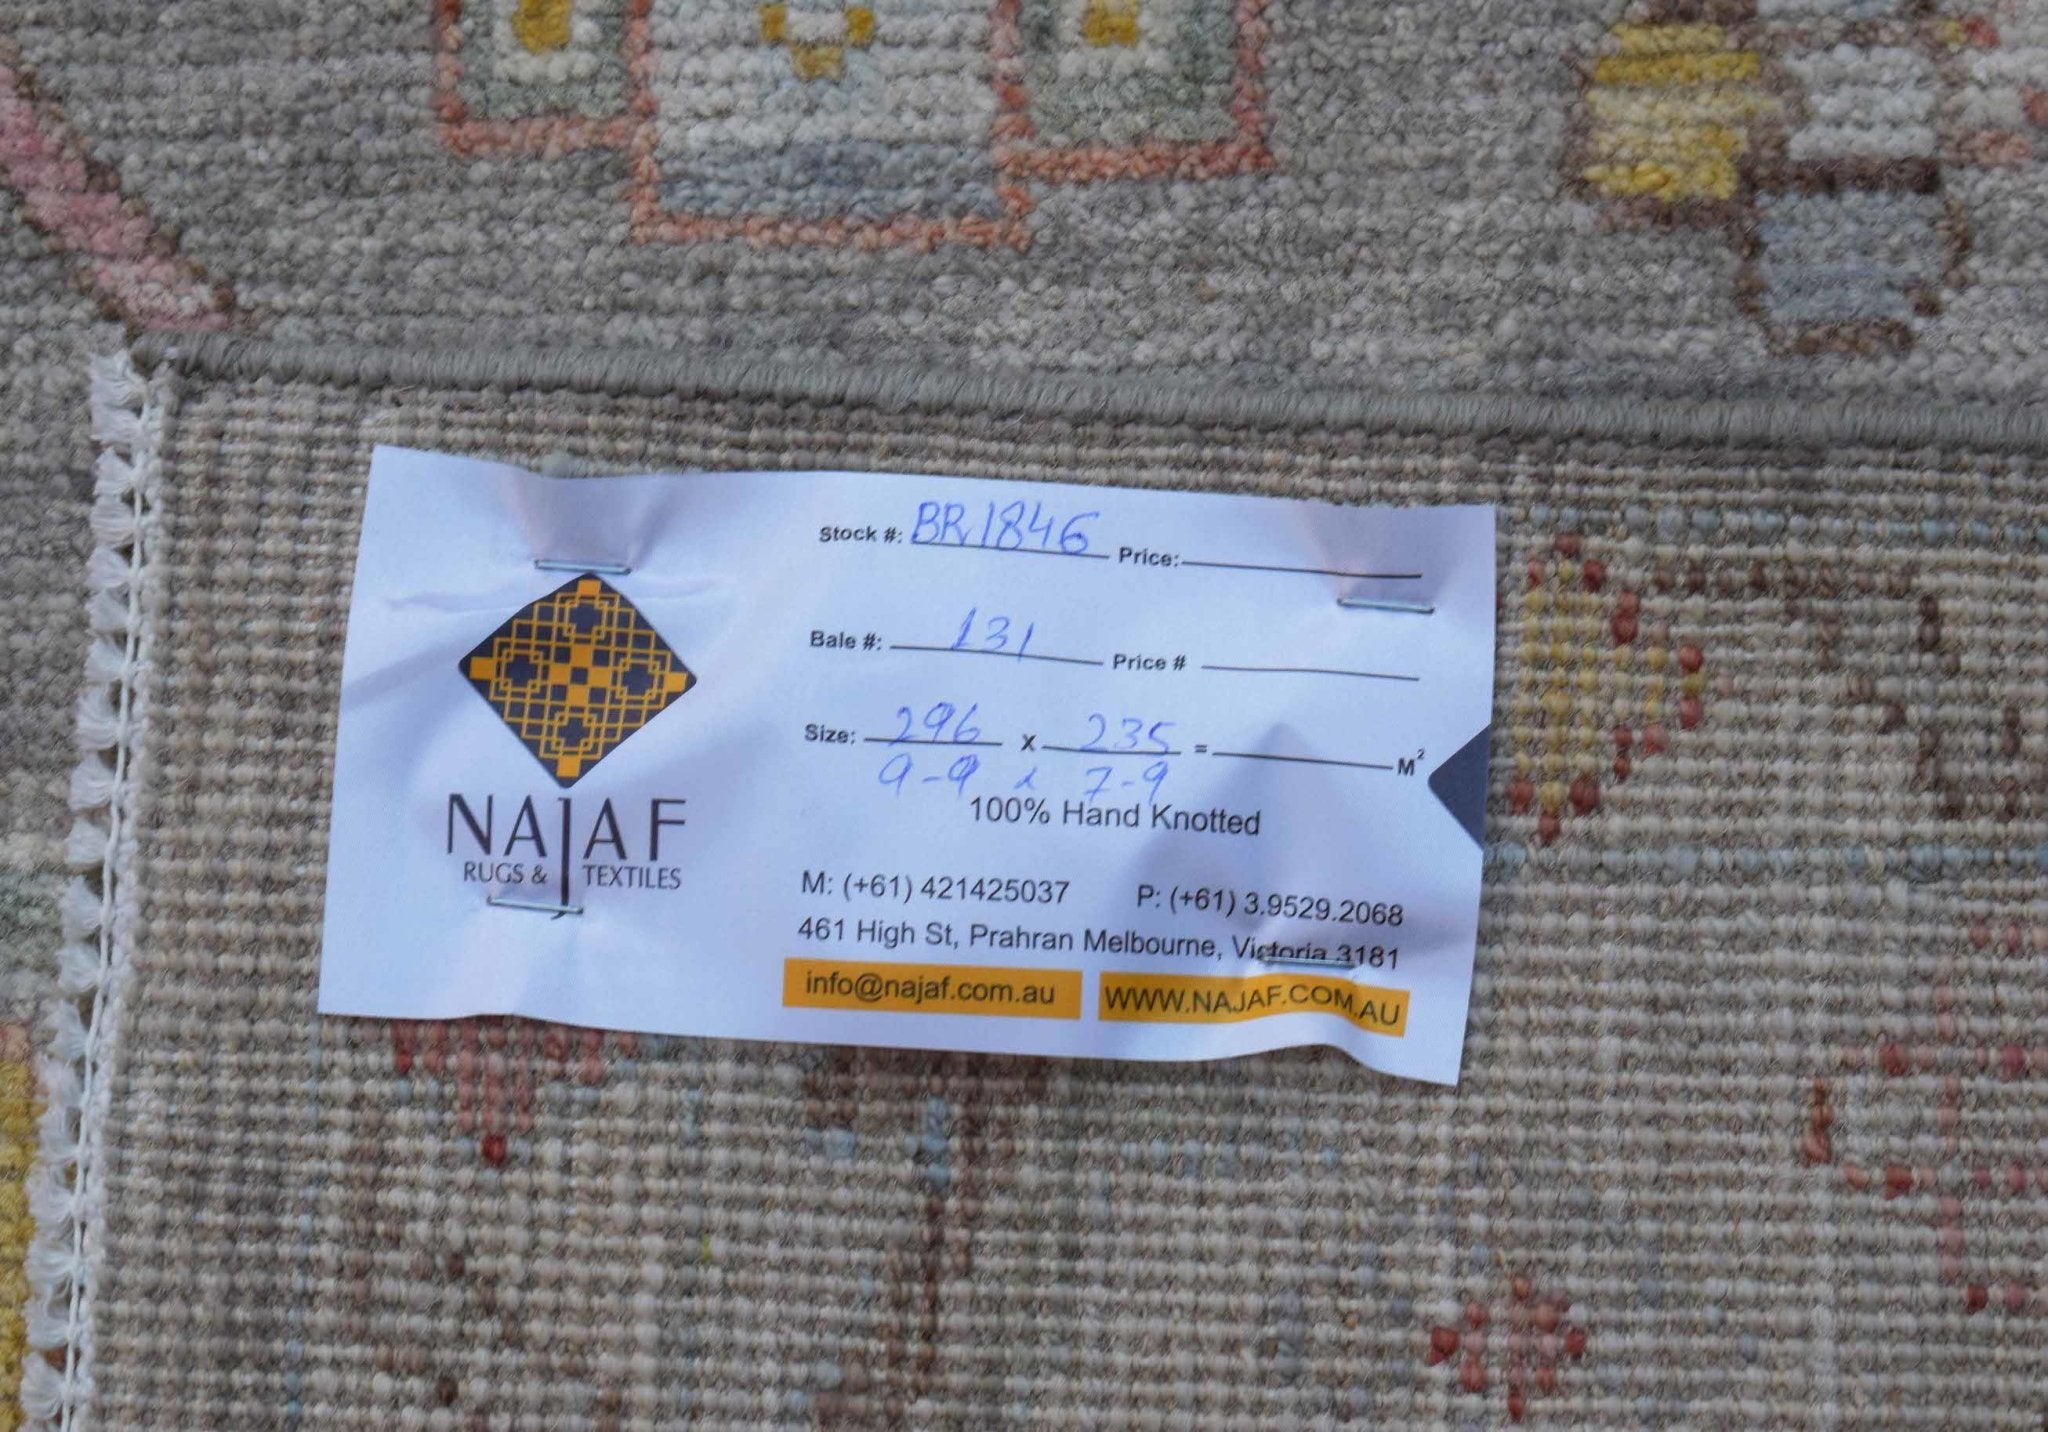 NAJAF
RUGS & TEXTILES
Stock #: BR1846 Price:
Bale #: 131 Price #
Size: 296 x 235 = M²
9-9 x 7-9
100% Hand Knotted
M: (+61) 421425037 P: (+61) 3.9529.2068
461 High St, Prahran Melbourne, Victoria 3181
info@najaf.com.au WWW.NAJAF.COM.AU